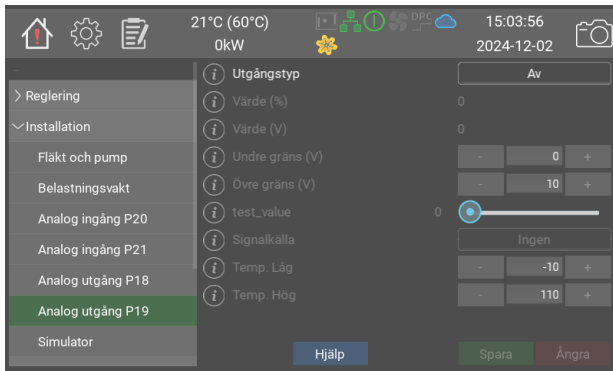 21°C (60°C)
0kW
DPC
15:03:56
2024-12-02
Reglering
Installation
Fläkt och pump
Belastningsvakt
Analog ingång P20
Analog ingång P21
Analog utgång P18
Analog utgång P19
Simulator
i Utgångstyp Av
i Värde (%) 0
i Värde (V) 0
i Undre gräns (V) - 0 +
i Övre gräns (V) - 10 +
i test_value 0
i Signalkälla Ingen
i Temp. Låg - -10 +
i Temp. Hög - 110 +
Hjälp Spara Ångra